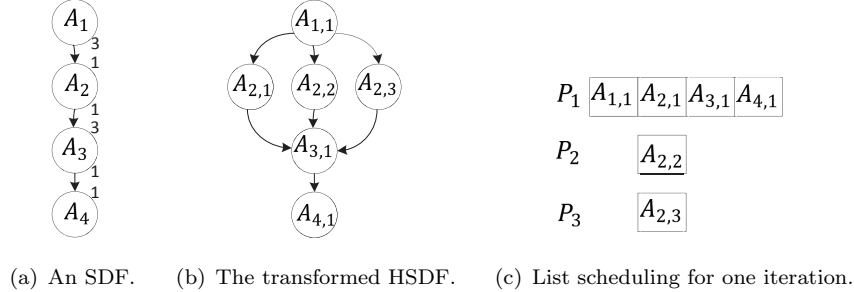 A1
3
1
A2
1
3
A3
1
1
A4
A1,1
A2,1 A2,2 A2,3
A3,1
A4,1
P1 A1,1 A2,1 A3,1 A4,1
P2 A2,2
P3 A2,3
(a) An SDF. (b) The transformed HSDF. (c) List scheduling for one iteration.